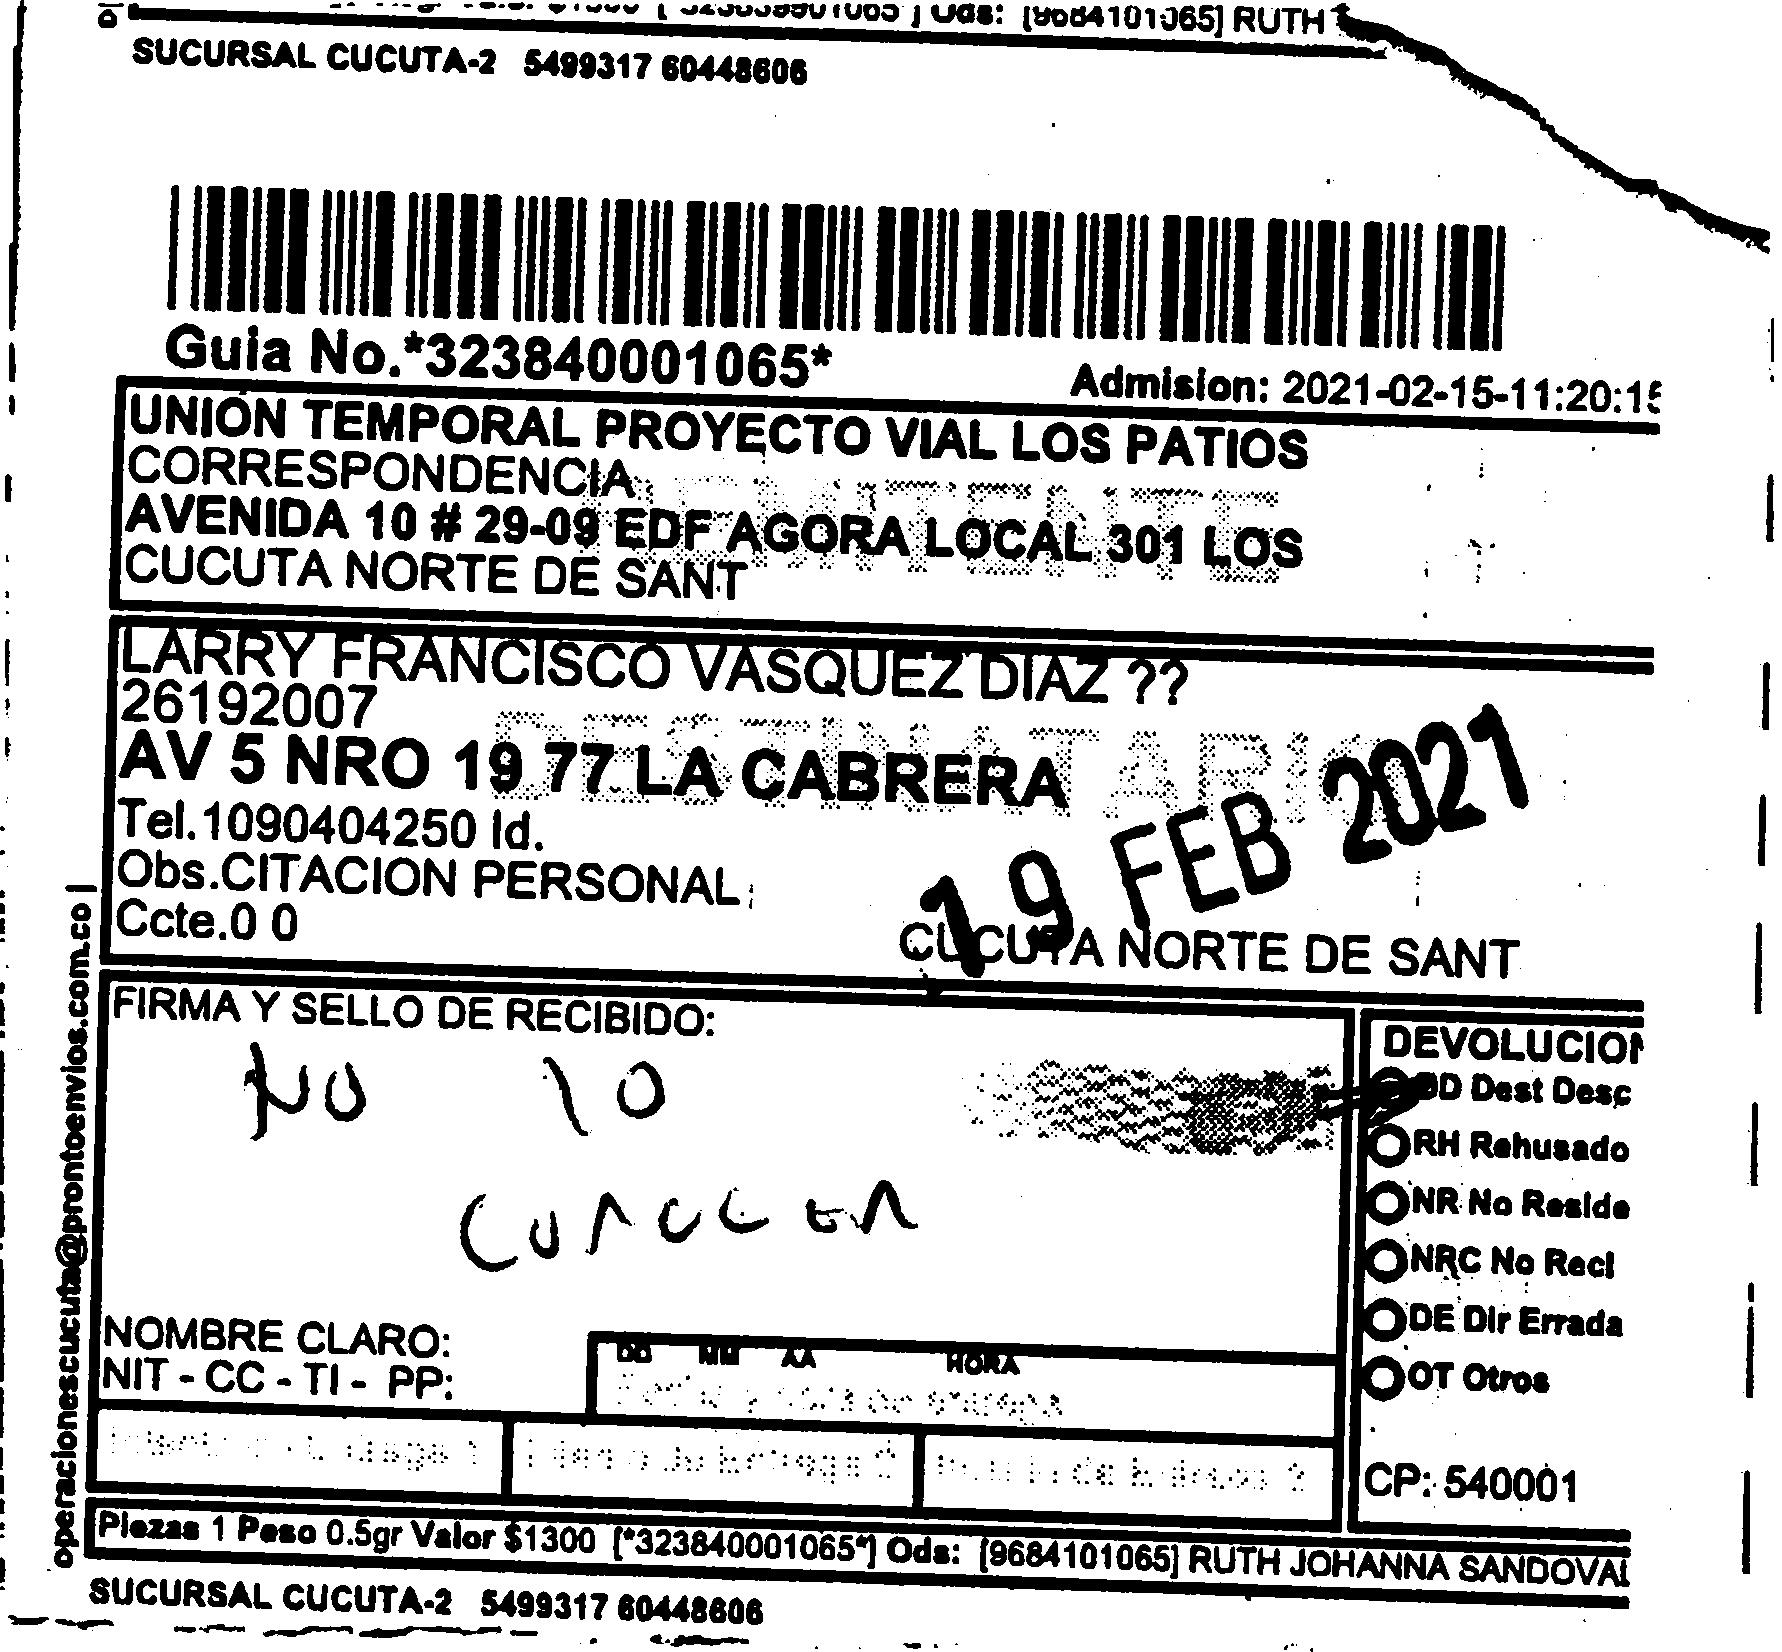 [9684101065] RUTH
SUCURSAL CUCUTA-2 5499317 60448606
Guia No.*323840001065*
Admision: 2021-02-15-11:20:15
UNIÓN TEMPORAL PROYECTO VIAL LOS PATIOS
CORRESPONDENCIA
REMITENTE
AVENIDA 10 # 29-09 EDF AGORA LOCAL 301 LOS
CUCUTA NORTE DE SANT
LARRY FRANCISCO VASQUEZ DIAZ ??
26192007
DESTINATARIO
AV 5 NRO 19 77 LA CABRERA
Tel.1090404250 Id.
Obs.CITACION PERSONAL
Ccte.0 0
19 FEB 2021
CUCUTA NORTE DE SANT
operacionescucuta@prontoenvios.com.co |
FIRMA Y SELLO DE RECIBIDO:
NO lo
conocen
NOMBRE CLARO:
NIT - CC - TI - PP:
DD MM AA HORA
DEVOLUCION
DD Dest Desc
RH Rehusado
NR No Reside
NRC No Recl
DE Dir Errada
OT Otros
CP: 540001
Piezas 1 Peso 0.5gr Valor $1300 [*323840001065*] Ods: [9684101065] RUTH JOHANNA SANDOVAL
SUCURSAL CUCUTA-2 5499317 60448606